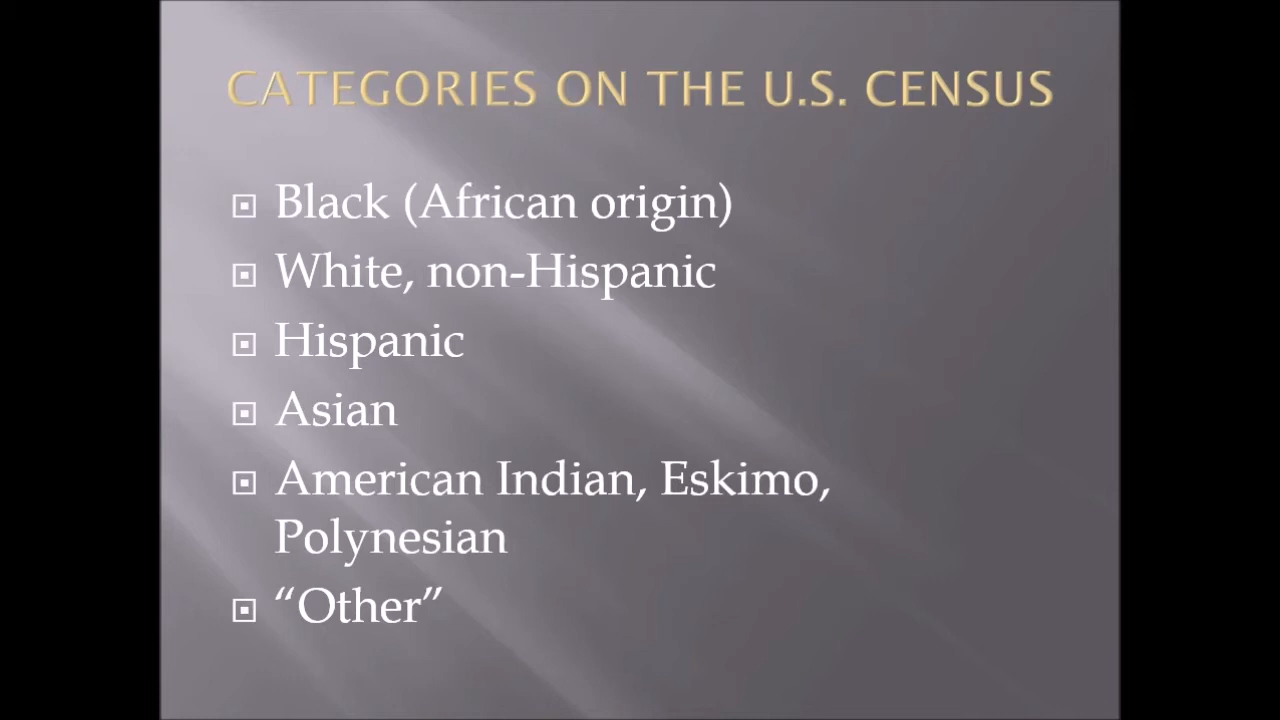 CATEGORIES ON THE U.S. CENSUS
Black (African origin)
White, non-Hispanic
Hispanic
Asian
American Indian, Eskimo,
Polynesian
“Other”